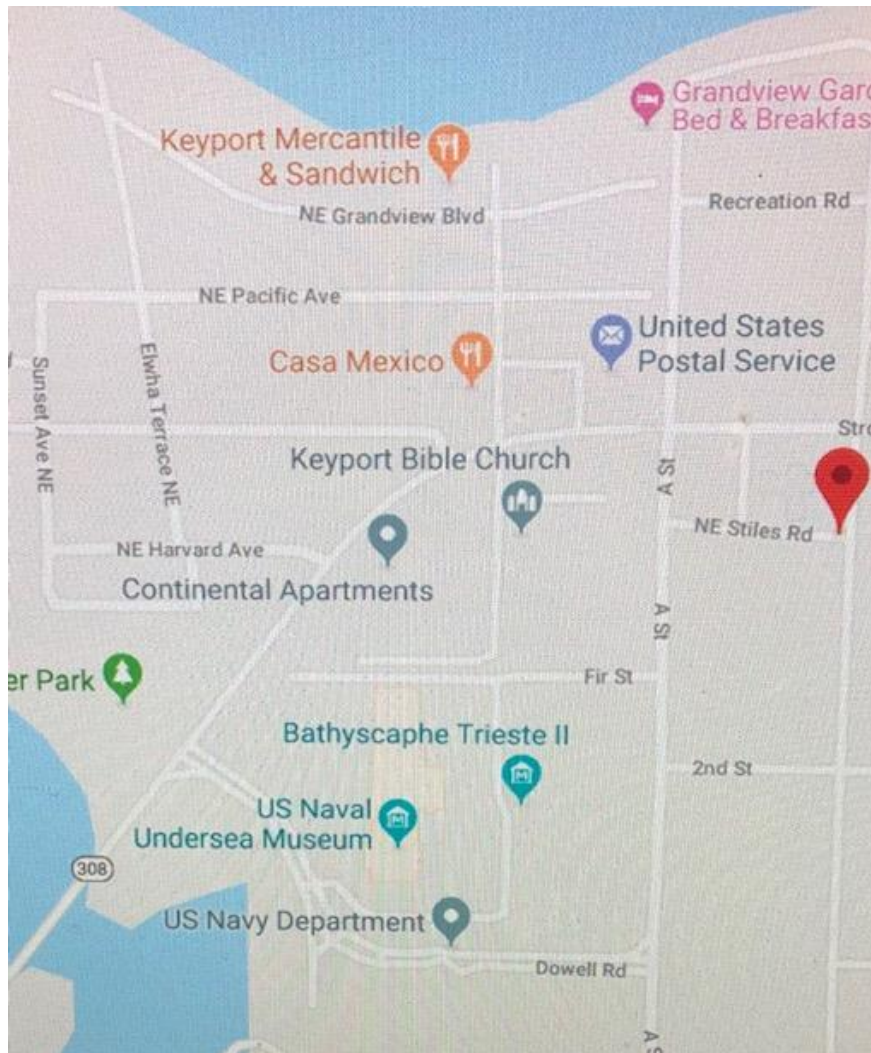 Grandview Gard
Bed & Breakfas
Keyport Mercantile
& Sandwich
Recreation Rd
NE Grandview Blvd
NE Pacific Ave
United States
Postal Service
Casa Mexico
Sunset Ave NE
Elwha Terrace NE
Stro
Keyport Bible Church
A St
NE Stiles Rd
NE Harvard Ave
Continental Apartments
A St
er Park
Fir St
Bathyscaphe Trieste II
2nd St
US Naval
Undersea Museum
308
US Navy Department
Dowell Rd
A S